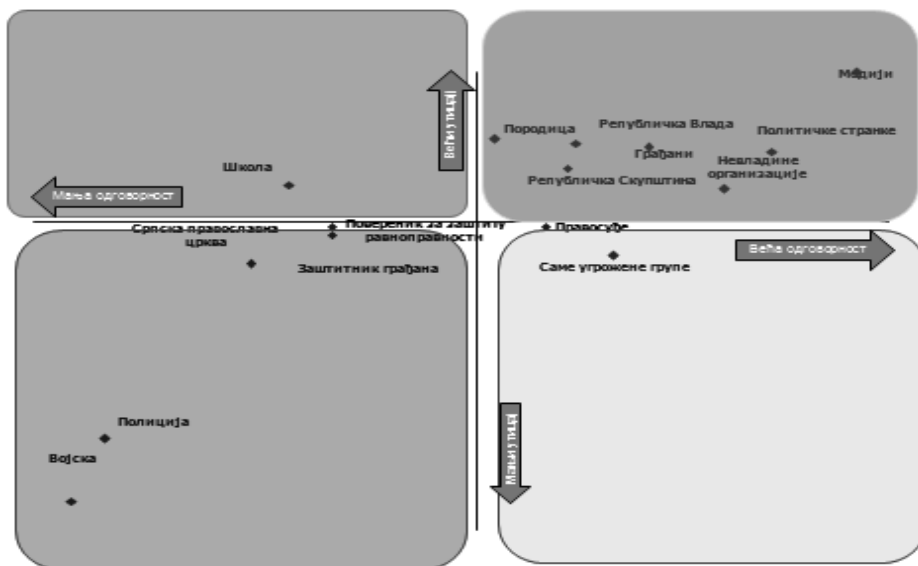 Медији
Већи утицај
Породица
Републичка Влада
Политичке странке
Грађани
Невладине
организације
Школа
Републичка Скупштина
Мања одговорност
Српска православна
црква
Повереник за заштиту
равноправности
Правосуђе
Већа одговорност
Заштитник грађана
Саме угрожене групе
Полиција
Мањи утицај
Војска